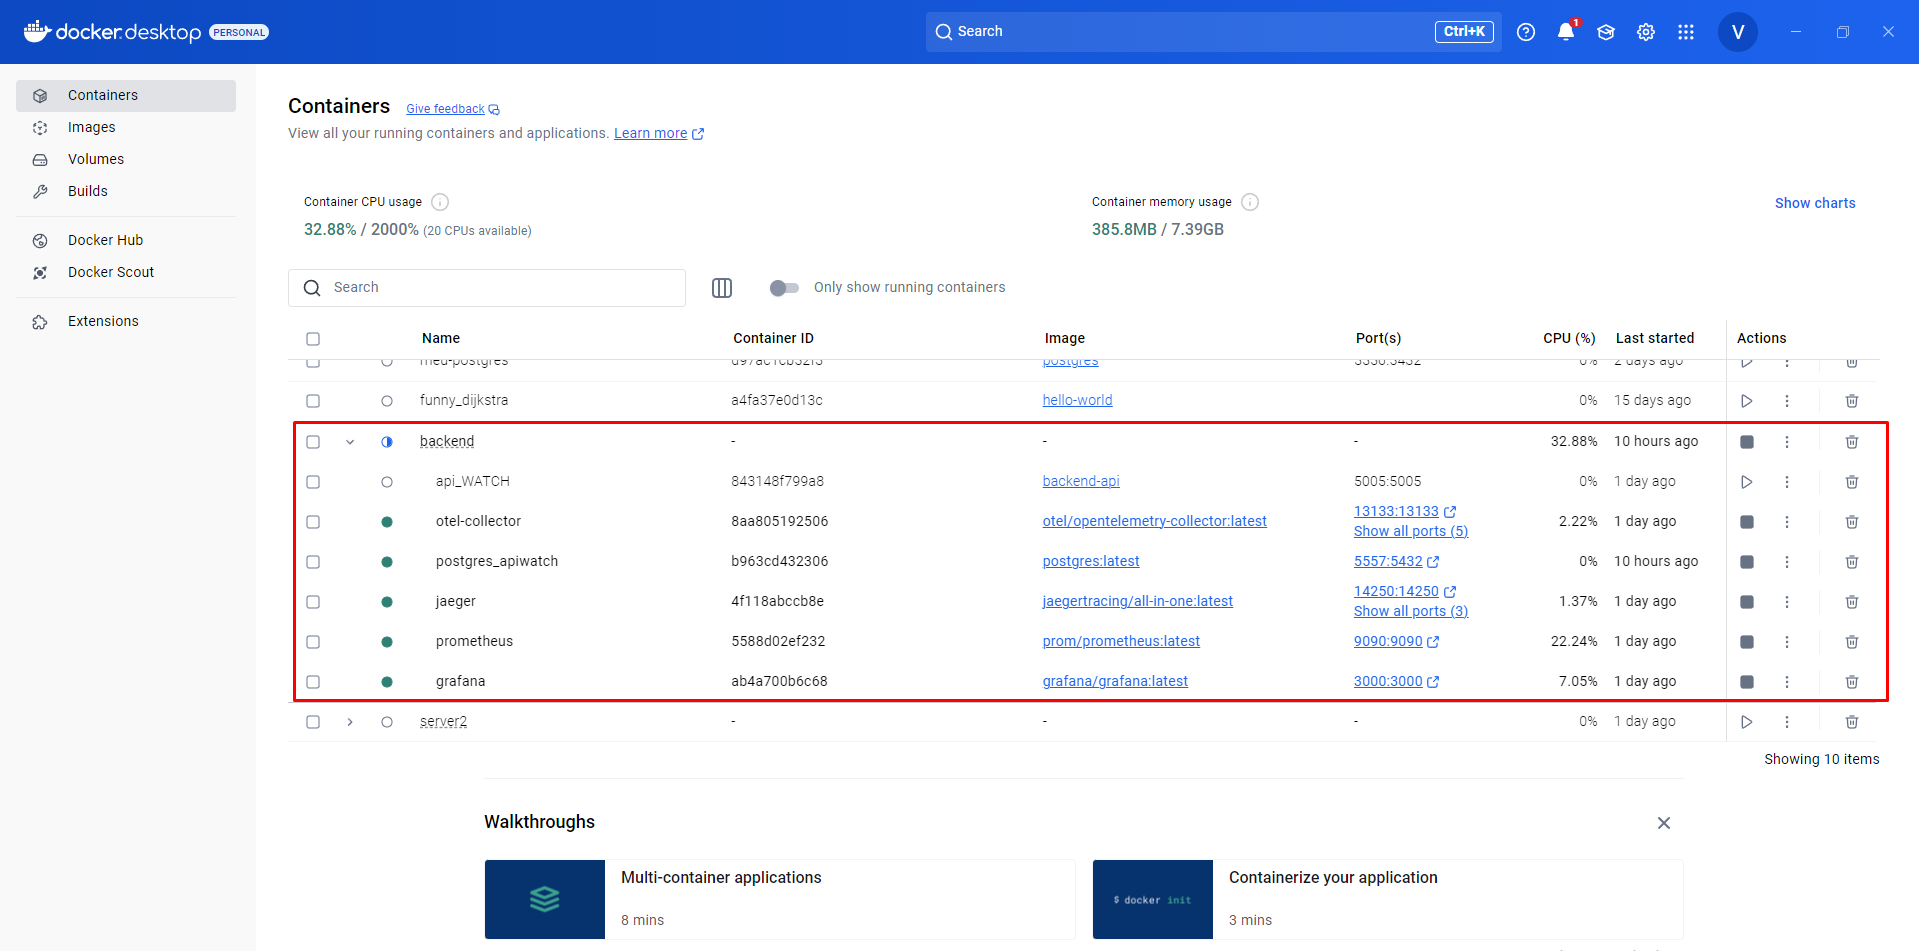 docker.desktop PERSONAL
Search Ctrl+K
1
V
Containers
Images
Volumes
Builds
Docker Hub
Docker Scout
Extensions
Containers Give feedback
View all your running containers and applications. Learn more
Container CPU usage
32.88% / 2000% (20 CPUs available)
Container memory usage
385.8MB / 7.39GB
Show charts
Search
Only show running containers
Name Container ID Image Port(s) CPU (%) Last started Actions
meu-postgres d97ac1cb32f3 postgres 3330:5432 0% 2 days ago
funny_dijkstra a4fa37e0d13c hello-world 0% 15 days ago
backend - - - 32.88% 10 hours ago
api_WATCH 843148f799a8 backend-api 5005:5005 0% 1 day ago
otel-collector 8aa805192506 otel/opentelemetry-collector:latest 13133:13133 2.22% 1 day ago
Show all ports (5)
postgres_apiwatch b963cd432306 postgres:latest 5557:5432 0% 10 hours ago
jaeger 4f118abccb8e jaegertracing/all-in-one:latest 14250:14250 1.37% 1 day ago
Show all ports (3)
prometheus 5588d02ef232 prom/prometheus:latest 9090:9090 22.24% 1 day ago
grafana ab4a700b6c68 grafana/grafana:latest 3000:3000 7.05% 1 day ago
server2 - - - 0% 1 day ago
Showing 10 items
Walkthroughs
Multi-container applications
8 mins
$ docker init
Containerize your application
3 mins